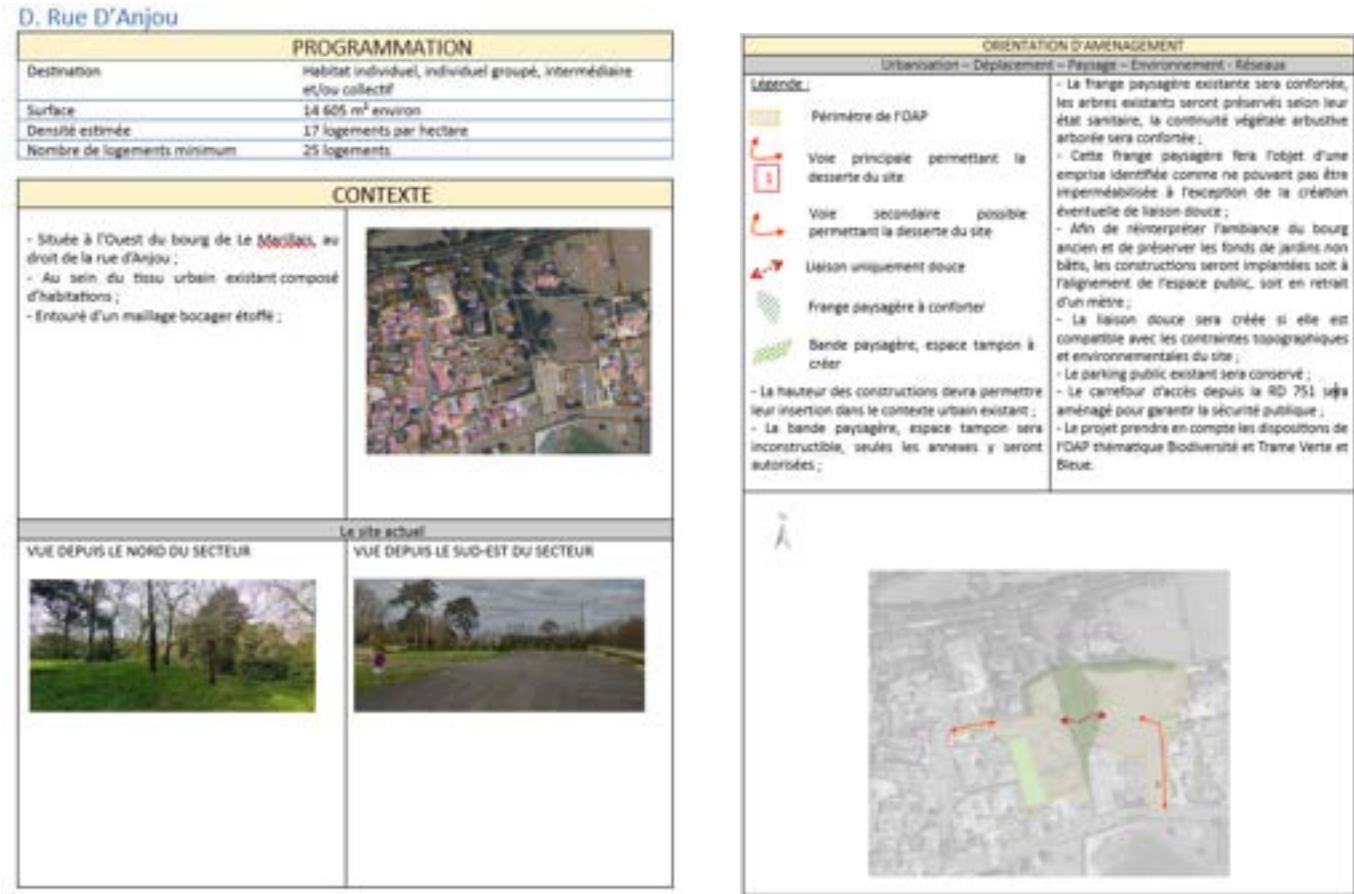 D. Rue D'Anjou
PROGRAMMATION
Destination
Habitat individuel, individuel groupé, intermédiaire
et/ou collectif
Surface
14 605 m² environ
Densité estimée
17 logements par hectare
Nombre de logements minimum
25 logements
CONTEXTE
- Située à l'Ouest du bourg de Le Marillais, au
droit de la rue d'Anjou ;
- Au sein du tissu urbain existant composé
d'habitations ;
- Entouré d'un maillage bocager étoffé ;
Le site actuel
VUE DEPUIS LE NORD DU SECTEUR
VUE DEPUIS LE SUD-EST DU SECTEUR
ORIENTATION D'AMENAGEMENT
Urbanisation – Déplacement – Paysage – Environnement - Réseaux
Légende :
Périmètre de l'OAP
1
Voie principale permettant la
desserte du site
Voie secondaire possible
permettant la desserte du site
Liaison uniquement douce
Frange paysagère à conforter
Bande paysagère, espace tampon à
créer
- La hauteur des constructions devra permettre
leur insertion dans le contexte urbain existant ;
- La bande paysagère, espace tampon sera
inconstructible, seules les annexes y seront
autorisées ;
- La frange paysagère existante sera confortée,
les arbres existants seront préservés selon leur
état sanitaire, la continuité végétale arbustive
arborée sera confortée ;
- Cette frange paysagère fera l'objet d'une
emprise identifiée comme ne pouvant pas être
imperméabilisée à l'exception de la création
éventuelle de liaison douce ;
- Afin de réinterpréter l'ambiance du bourg
ancien et de préserver les fonds de jardins non
bâtis, les constructions seront implantées soit à
l'alignement de l'espace public, soit en retrait
d'un mètre ;
- La liaison douce sera créée si elle est
compatible avec les contraintes topographiques
et environnementales du site ;
- Le parking public existant sera conservé ;
- Le carrefour d'accès depuis la RD 751 sera
aménagé pour garantir la sécurité publique ;
- Le projet prendre en compte les dispositions de
l'OAP thématique Biodiversité et Trame Verte et
Bleue.